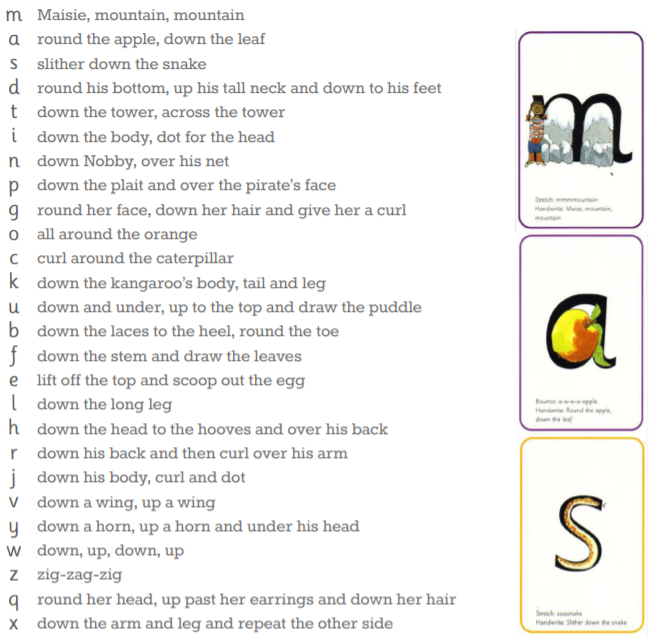 m Maisie, mountain, mountain
a round the apple, down the leaf
s slither down the snake
d round his bottom, up his tall neck and down to his feet
t down the tower, across the tower
i down the body, dot for the head
n down Nobby, over his net
p down the plait and over the pirate's face
g round her face, down her hair and give her a curl
o all around the orange
c curl around the caterpillar
k down the kangaroo's body, tail and leg
u down and under, up to the top and draw the puddle
b down the laces to the heel, round the toe
f down the stem and draw the leaves
e lift off the top and scoop out the egg
l down the long leg
h down the head to the hooves and over his back
r down his back and then curl over his arm
j down his body, curl and dot
v down a wing, up a wing
y down a horn, up a horn and under his head
w down, up, down, up
z zig-zag-zig
q round her head, up past her earrings and down her hair
x down the arm and leg and repeat the other side
m
Stretch: mmmmountain
Handwrite: Maisie, mountain,
mountain
a
Bounce: a-a-a-a-apple
Handwrite: Round the apple,
down the leaf
s
Stretch: sssssnake
Handwrite: Slither down the snake